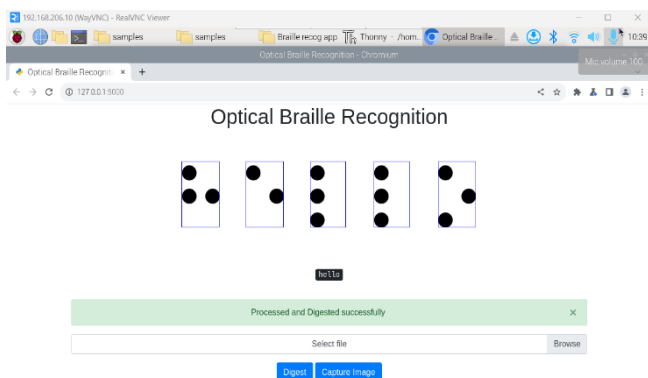 192.168.206.10 (WayVNC) - RealVNC Viewer
samples
samples
Braille recog app
Thonny - /hom..
Optical Braille...
10:39
Optical Braille Recognition - Chromium
Mic volume 100
Optical Braille Recognit
127.0.0.1:5000
Optical Braille Recognition
⠓⠑⠇⠇⠕
hello
Processed and Digested successfully
×
Select file
Browse
Digest
Capture Image